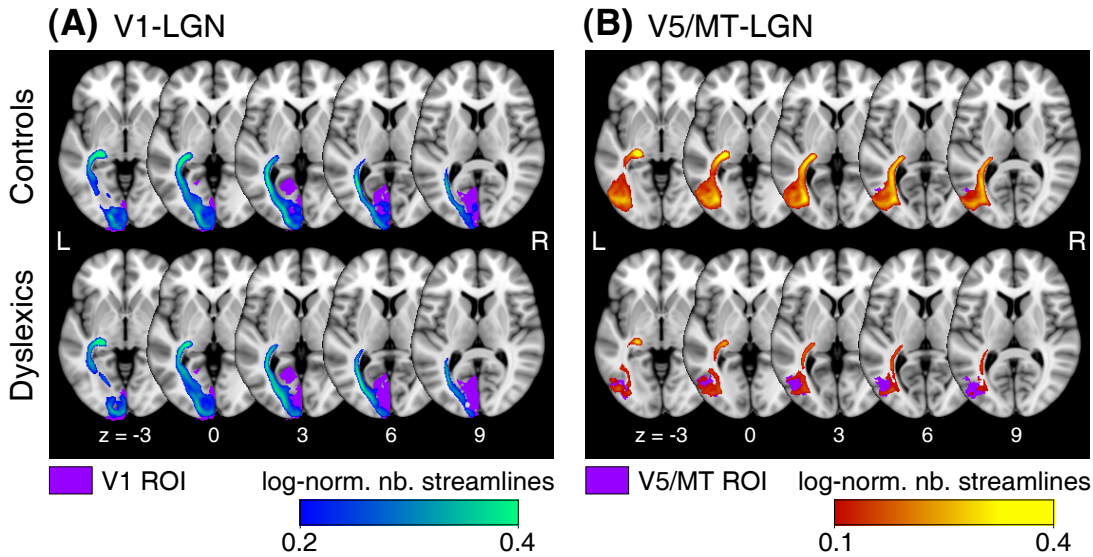 (A) V1-LGN
(B) V5/MT-LGN
Controls
L R
L R
Dyslexics
z = -3 0 3 6 9
z = -3 0 3 6 9
V1 ROI
log-norm. nb. streamlines
0.2 0.4
V5/MT ROI
log-norm. nb. streamlines
0.1 0.4